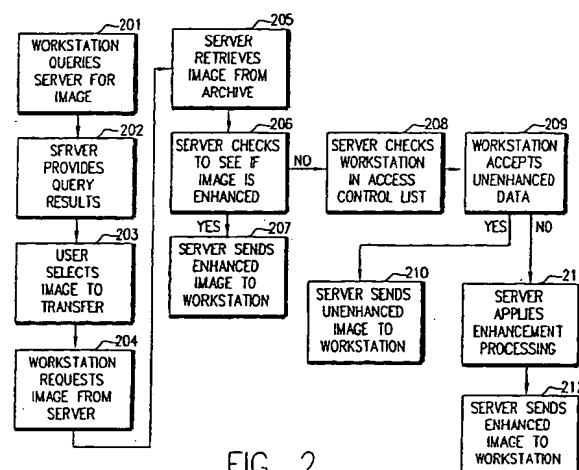 201
WORKSTATION
QUERIES
SERVER FOR
IMAGE
202
SFRVER
PROVIDES
QUERY
RESULTS
203
USER
SELECTS
IMAGE TO
TRANSFER
204
WORKSTATION
REQUESTS
IMAGE FROM
SERVER
205
SERVER
RETRIEVES
IMAGE FROM
ARCHIVE
206
SERVER CHECKS
TO SEE IF
IMAGE IS
ENHANCED
NO
YES
207
SERVER SENDS
ENHANCED
IMAGE TO
WORKSTATION
208
SERVER CHECKS
WORKSTATION
IN ACCESS
CONTROL LIST
209
WORKSTATION
ACCEPTS
UNENHANCED
DATA
YES
NO
210
SERVER SENDS
UNENHANCED
IMAGE TO
WORKSTATION
21
SERVER
APPLIES
ENHANCEMENT
PROCESSING
212
SERVER SENDS
ENHANCED
IMAGE TO
WORKSTATION
FIG. 2